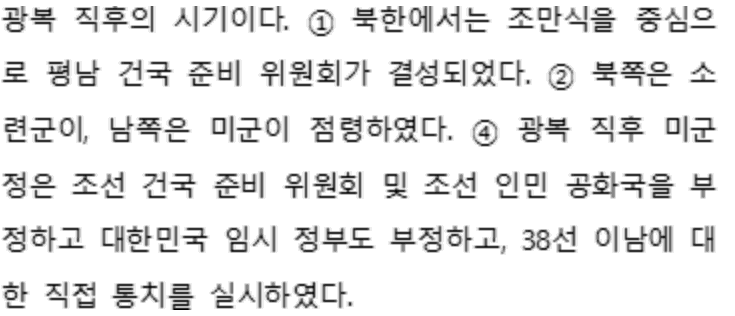 광복 직후의 시기이다. ① 북한에서는 조만식을 중심으
로 평남 건국 준비 위원회가 결성되었다. ② 북쪽은 소
련군이, 남쪽은 미군이 점령하였다. ④ 광복 직후 미군
정은 조선 건국 준비 위원회 및 조선 인민 공화국을 부
정하고 대한민국 임시 정부도 부정하고, 38선 이남에 대
한 직접 통치를 실시하였다.